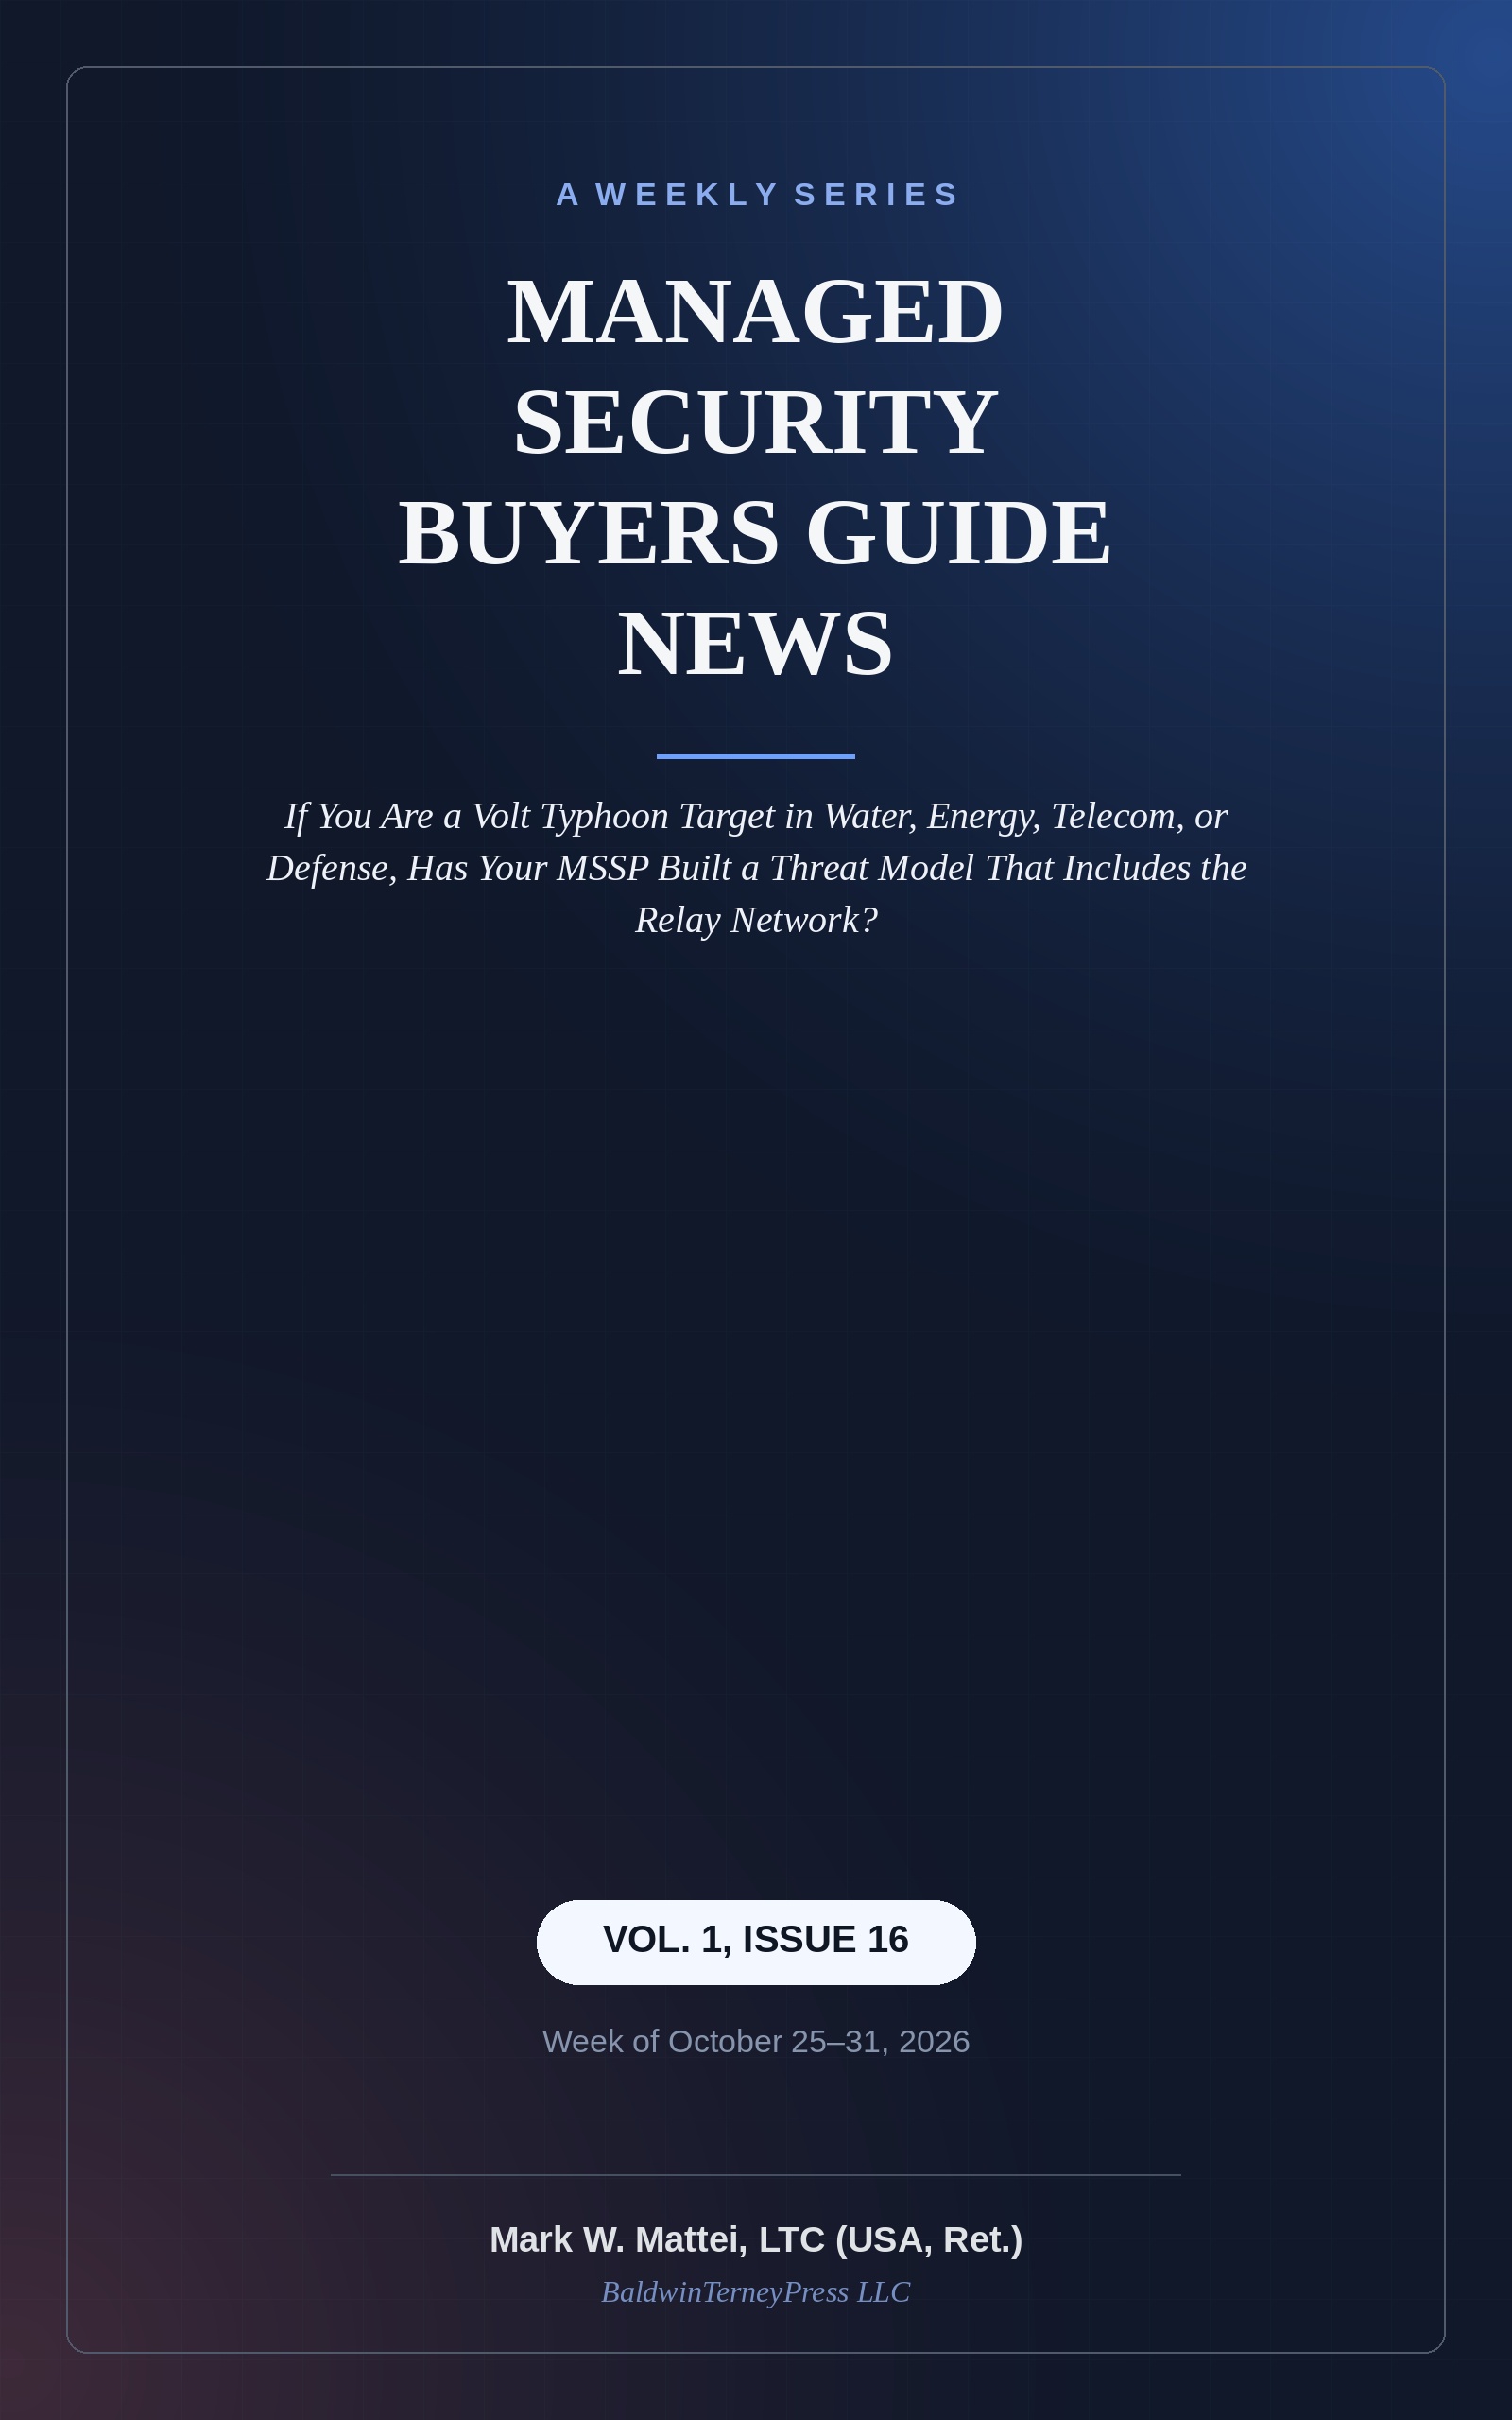 A WEEKLY SERIES
MANAGED
SECURITY
BUYERS GUIDE
NEWS
If You Are a Volt Typhoon Target in Water, Energy, Telecom, or
Defense, Has Your MSSP Built a Threat Model That Includes the
Relay Network?
VOL. 1, ISSUE 16
Week of October 25–31, 2026
Mark W. Mattei, LTC (USA, Ret.)
BaldwinTerneyPress LLC